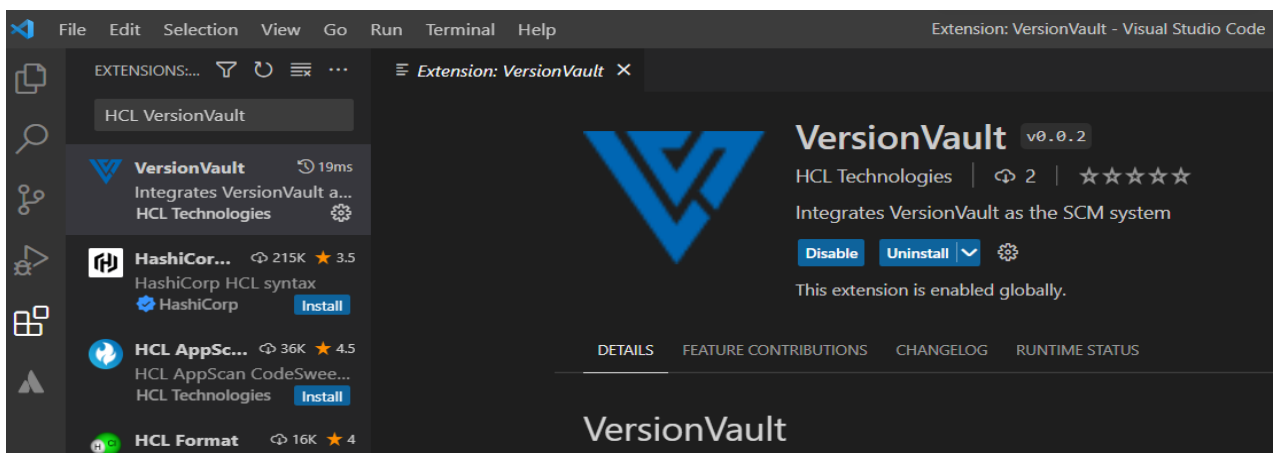 File Edit Selection View Go Run Terminal Help
Extension: VersionVault - Visual Studio Code
EXTENSIONS:...
Extension: VersionVault
HCL VersionVault
VersionVault 19ms
Integrates VersionVault a...
HCL Technologies
HashiCor... 215K 3.5
HashiCorp HCL syntax
HashiCorp Install
HCL AppSc... 36K 4.5
HCL AppScan CodeSwee...
HCL Technologies Install
HCL Format 16K 4
VersionVault v0.0.2
HCL Technologies 2
Integrates VersionVault as the SCM system
Disable Uninstall
This extension is enabled globally.
DETAILS FEATURE CONTRIBUTIONS CHANGELOG RUNTIME STATUS
VersionVault